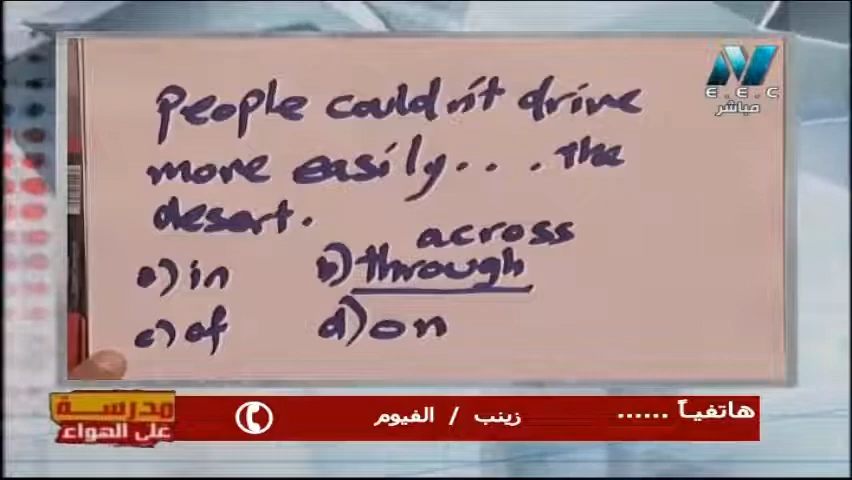 People couldn't drive
more easily... the
desert.
across
a) in b) through
c) of d) on
N
E.E.C
مباشر
مدرسة
على الهواء
زينب / الفيوم
هاتفياً ......